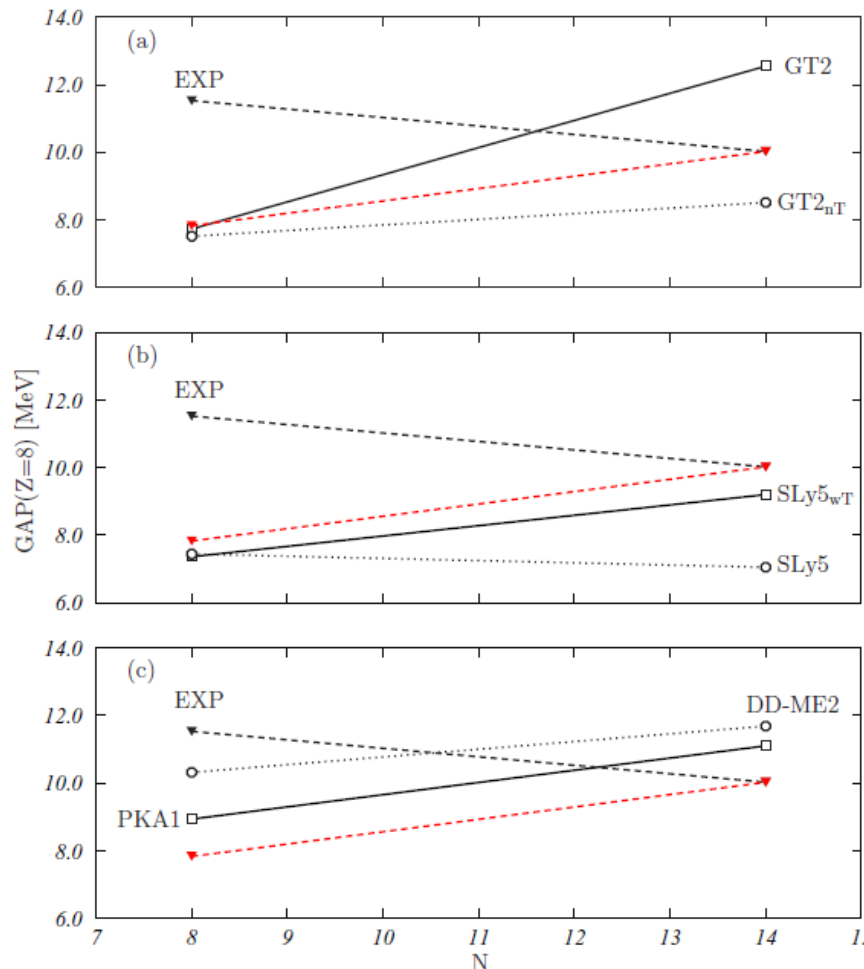 14.0
(a)
EXP
GT2
12.0
10.0
8.0
GT2nT
6.0
14.0
(b)
EXP
12.0
10.0
SLy5wT
8.0
SLy5
6.0
GAP(Z=8) [MeV]
14.0
(c)
EXP
DD-ME2
12.0
10.0
PKA1
8.0
6.0
7 8 9 10 11 12 13 14
N